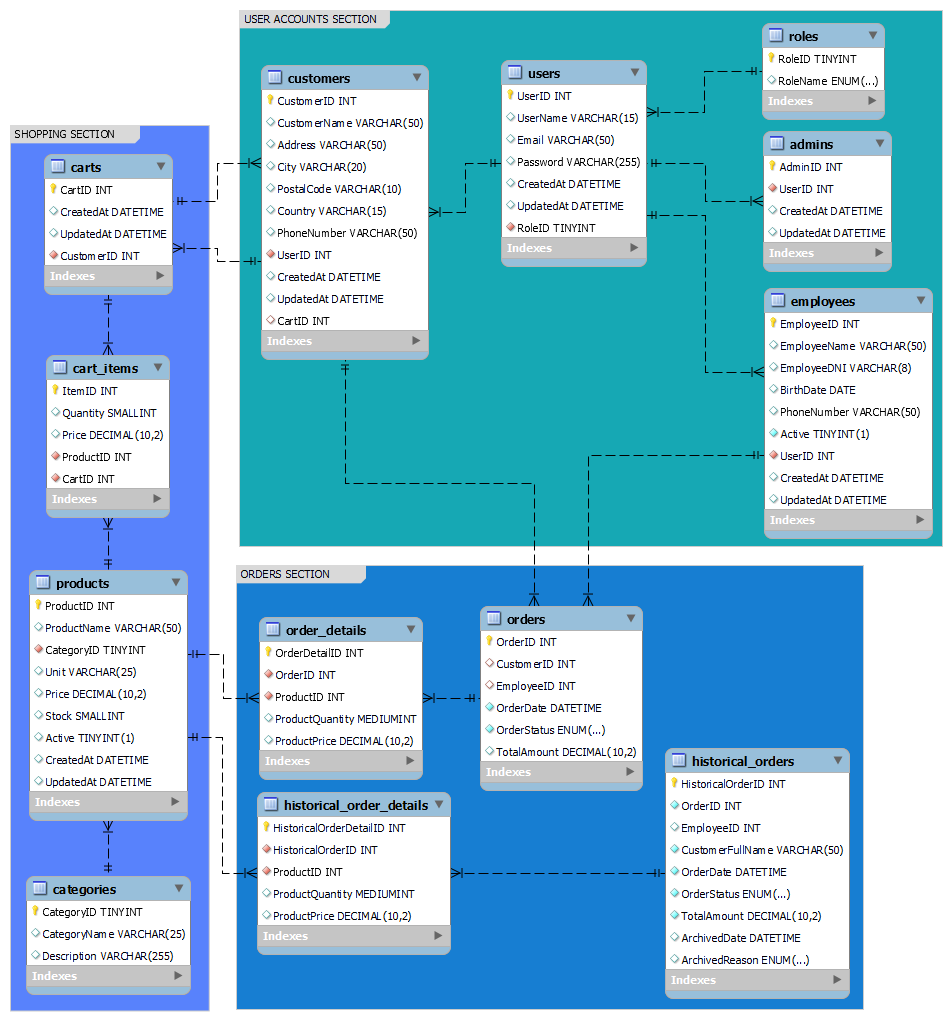 USER ACCOUNTS SECTION
customers
CustomerID INT
CustomerName VARCHAR(50)
Address VARCHAR(50)
City VARCHAR(20)
PostalCode VARCHAR(10)
Country VARCHAR(15)
PhoneNumber VARCHAR(50)
UserID INT
CreatedAt DATETIME
UpdatedAt DATETIME
CartID INT
Indexes
users
UserID INT
UserName VARCHAR(15)
Email VARCHAR(50)
Password VARCHAR(255)
CreatedAt DATETIME
UpdatedAt DATETIME
RoleID TINYINT
Indexes
roles
RoleID TINYINT
RoleName ENUM(...)
Indexes
admins
AdminID INT
UserID INT
CreatedAt DATETIME
UpdatedAt DATETIME
Indexes
employees
EmployeeID INT
EmployeeName VARCHAR(50)
EmployeeDNI VARCHAR(8)
BirthDate DATE
PhoneNumber VARCHAR(50)
Active TINYINT(1)
UserID INT
CreatedAt DATETIME
UpdatedAt DATETIME
Indexes
SHOPPING SECTION
carts
CartID INT
CreatedAt DATETIME
UpdatedAt DATETIME
CustomerID INT
Indexes
cart_items
ItemID INT
Quantity SMALLINT
Price DECIMAL(10,2)
ProductID INT
CartID INT
Indexes
products
ProductID INT
ProductName VARCHAR(50)
CategoryID TINYINT
Unit VARCHAR(25)
Price DECIMAL(10,2)
Stock SMALLINT
Active TINYINT(1)
CreatedAt DATETIME
UpdatedAt DATETIME
Indexes
categories
CategoryID TINYINT
CategoryName VARCHAR(25)
Description VARCHAR(255)
Indexes
ORDERS SECTION
order_details
OrderDetailID INT
OrderID INT
ProductID INT
ProductQuantity MEDIUMINT
ProductPrice DECIMAL(10,2)
Indexes
orders
OrderID INT
CustomerID INT
EmployeeID INT
OrderDate DATETIME
OrderStatus ENUM(...)
TotalAmount DECIMAL(10,2)
Indexes
historical_order_details
HistoricalOrderDetailID INT
HistoricalOrderID INT
ProductID INT
ProductQuantity MEDIUMINT
ProductPrice DECIMAL(10,2)
Indexes
historical_orders
HistoricalOrderID INT
OrderID INT
EmployeeID INT
CustomerFullName VARCHAR(50)
OrderDate DATETIME
OrderStatus ENUM(...)
TotalAmount DECIMAL(10,2)
ArchivedDate DATETIME
ArchivedReason ENUM(...)
Indexes